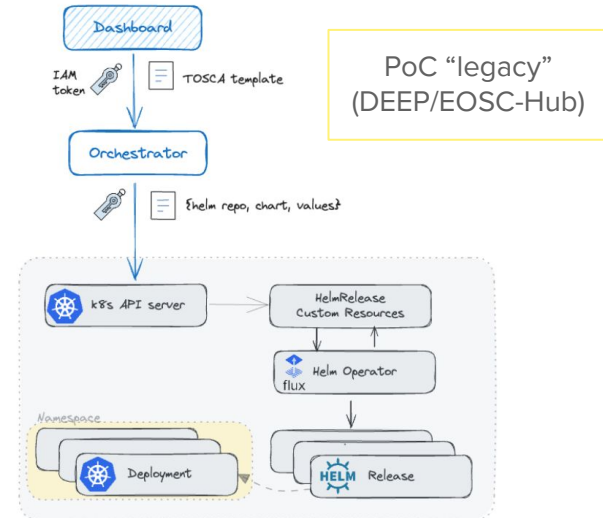 Dashboard
PoC “legacy”
(DEEP/EOSC-Hub)
IAM
token
TOSCA template
Orchestrator
{helm repo, chart, values}
k8s API server
HelmRelease
Custom Resources
flux
Helm Operator
Namespace
Deployment
HELM
Release